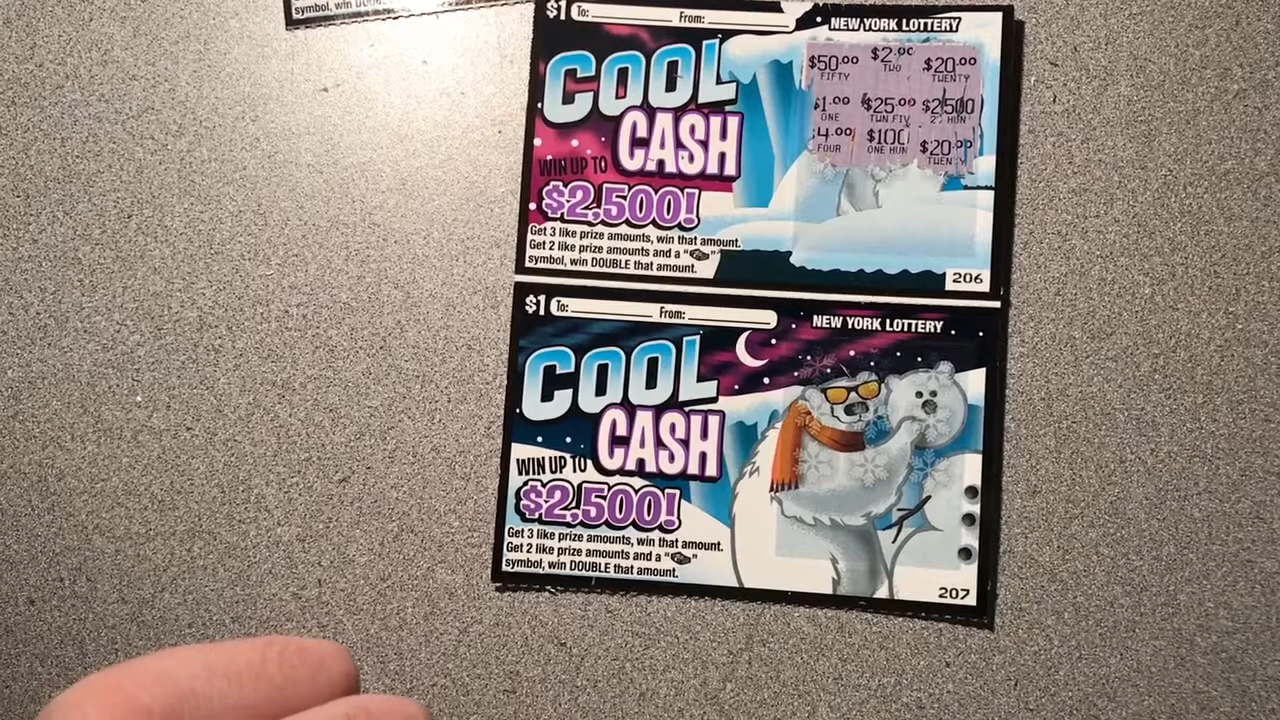 symbol, win DOUBLE
$1 To: From:
NEW YORK LOTTERY
COOL
CASH
WIN UP TO
$2,500!
Get 3 like prize amounts, win that amount.
Get 2 like prize amounts and a " "
symbol, win DOUBLE that amount.
$50.00 $2.00 $20.00
FIFTY TWO TWENTY
$1.00 $25.00 $2500
ONE TWN FIV HUN
4.00 $100 $20.00
FOUR ONE HUN TWENTY
206
$1 To: From:
NEW YORK LOTTERY
COOL
CASH
WIN UP TO
$2,500!
Get 3 like prize amounts, win that amount.
Get 2 like prize amounts and a " "
symbol, win DOUBLE that amount.
207